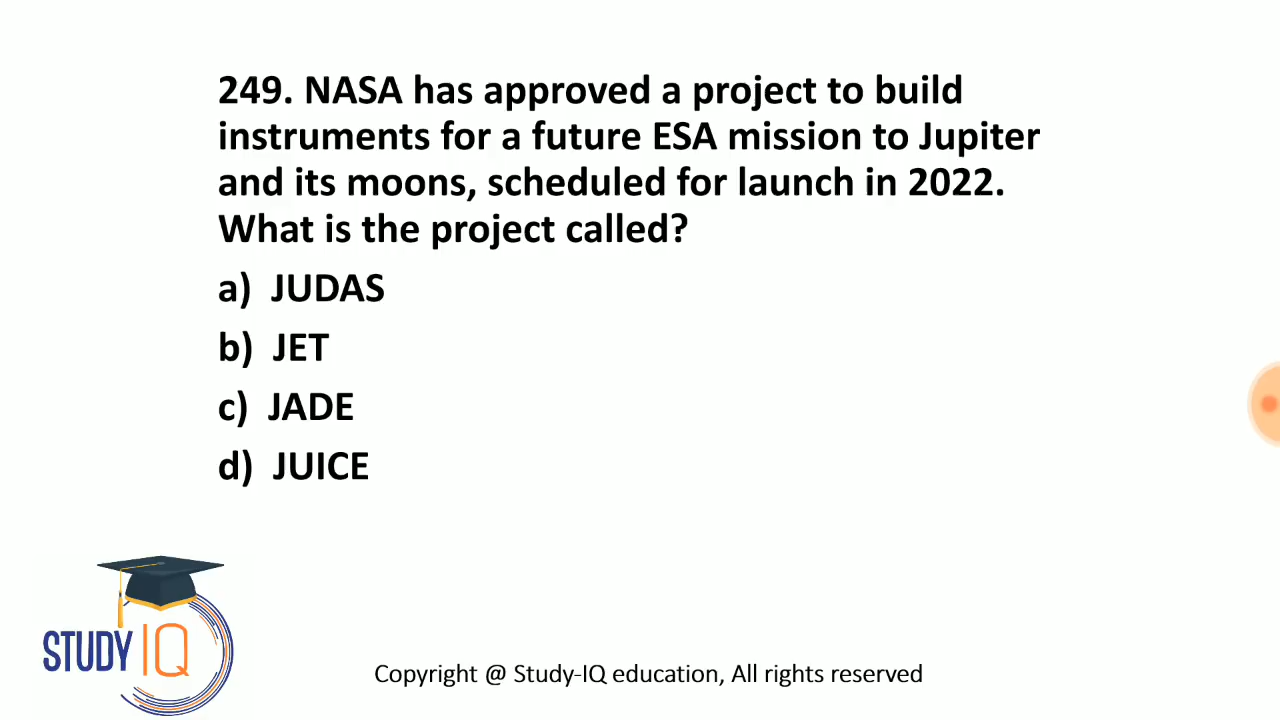 249. NASA has approved a project to build
instruments for a future ESA mission to Jupiter
and its moons, scheduled for launch in 2022.
What is the project called?
a) JUDAS
b) JET
c) JADE
d) JUICE
STUDY IQ
Copyright @ Study-IQ education, All rights reserved